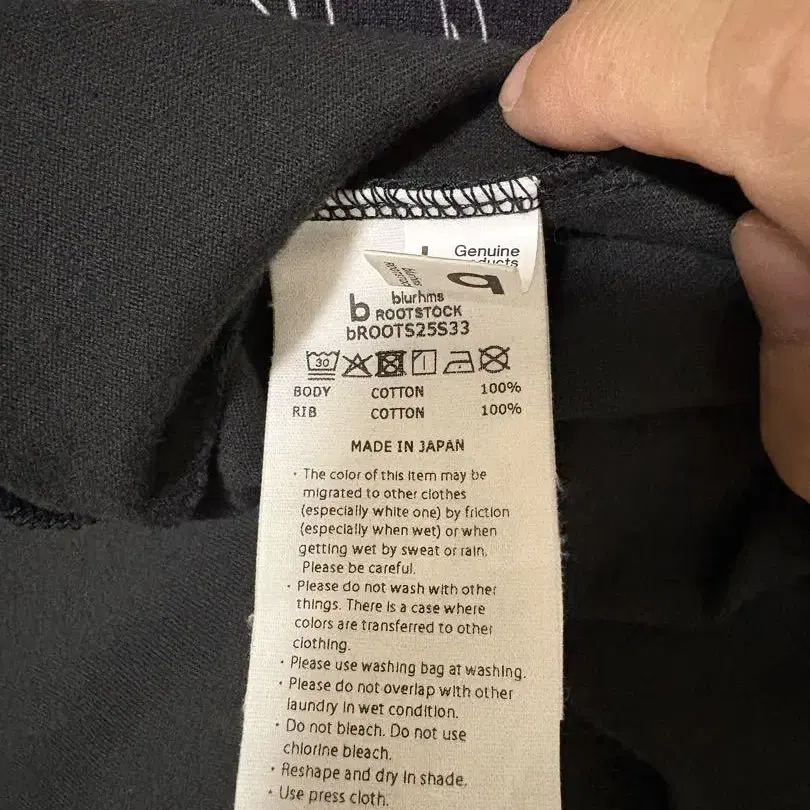 Genuine
b
blurhms
ROOTSTOCK
bROOTS25S33
30
BODY COTTON 100%
RIB COTTON 100%
MADE IN JAPAN
· The color of this item may be
migrated to other clothes
(especially white one) by friction
(especially when wet) or when
getting wet by sweat or rain.
Please be careful.
· Please do not wash with other
things. There is a case where
colors are transferred to other
clothing.
· Please use washing bag at washing.
· Please do not overlap with other
laundry in wet condition.
· Do not bleach. Do not use
chlorine bleach.
· Reshape and dry in shade.
· Use press cloth.